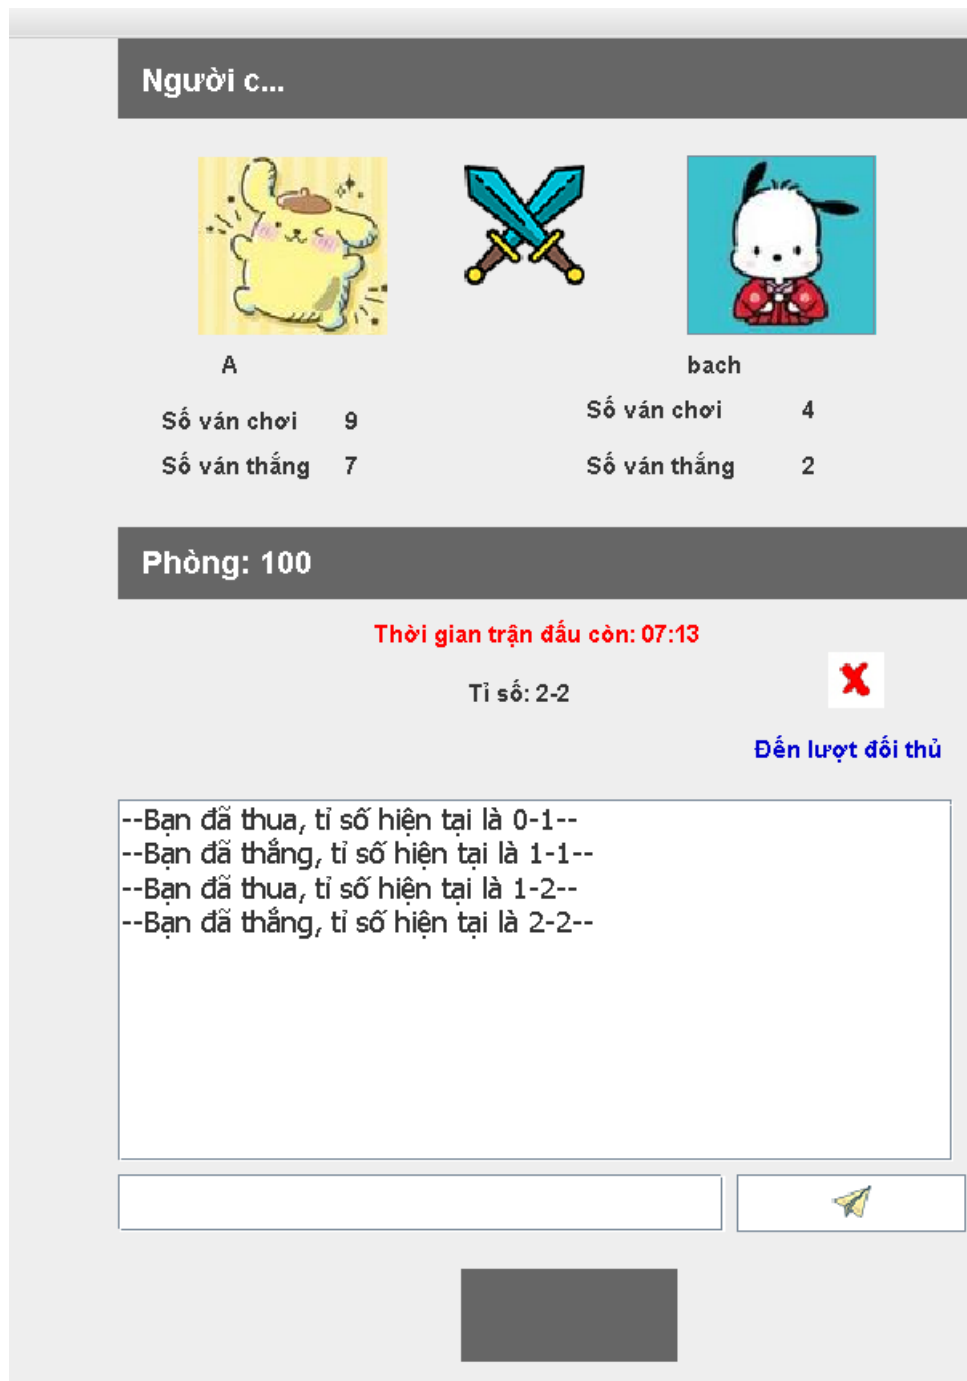 Người c...
A
bach
Số ván chơi 9
Số ván chơi 4
Số ván thắng 7
Số ván thắng 2
Phòng: 100
Thời gian trận đấu còn: 07:13
Tỉ số: 2-2
Đến lượt đối thủ
--Bạn đã thua, tỉ số hiện tại là 0-1--
--Bạn đã thắng, tỉ số hiện tại là 1-1--
--Bạn đã thua, tỉ số hiện tại là 1-2--
--Bạn đã thắng, tỉ số hiện tại là 2-2--